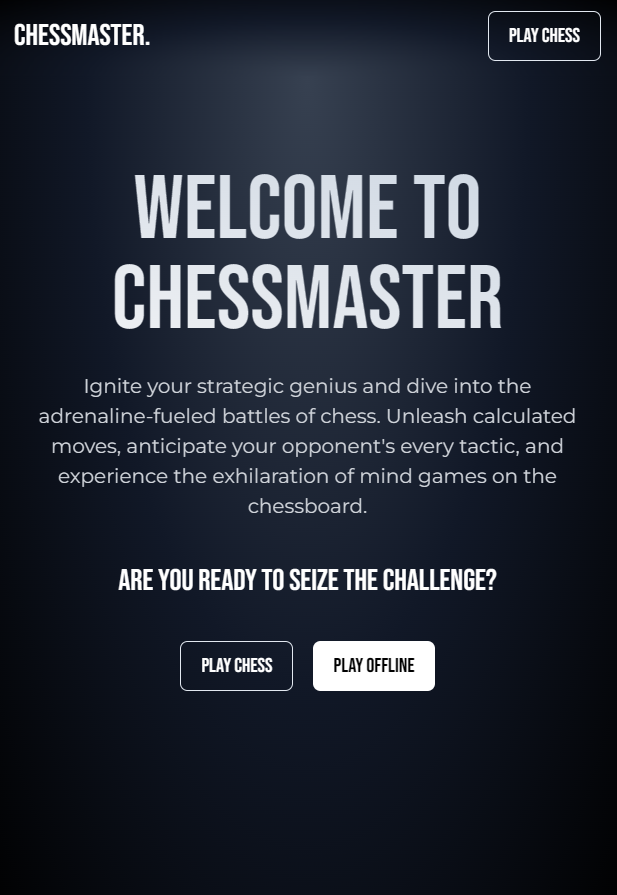 CHESSMASTER.
PLAY CHESS
WELCOME TO
CHESSMASTER
Ignite your strategic genius and dive into the
adrenaline-fueled battles of chess. Unleash calculated
moves, anticipate your opponent's every tactic, and
experience the exhilaration of mind games on the
chessboard.
ARE YOU READY TO SEIZE THE CHALLENGE?
PLAY CHESS
PLAY OFFLINE